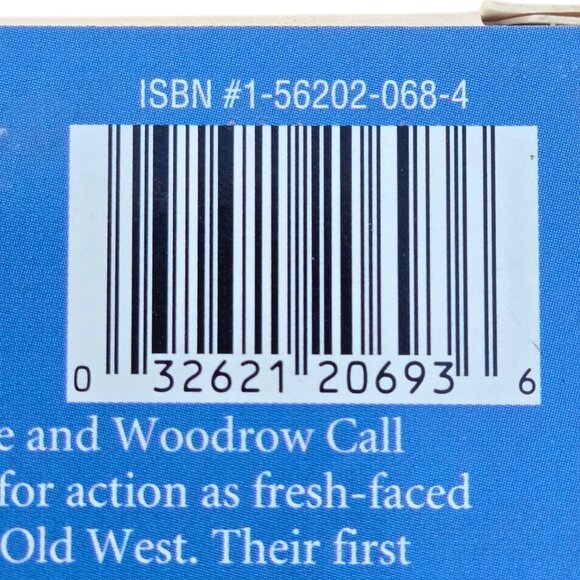 ISBN #1-56202-068-4
0 32621 20693 6
e and Woodrow Call
for action as fresh-faced
Old West. Their first